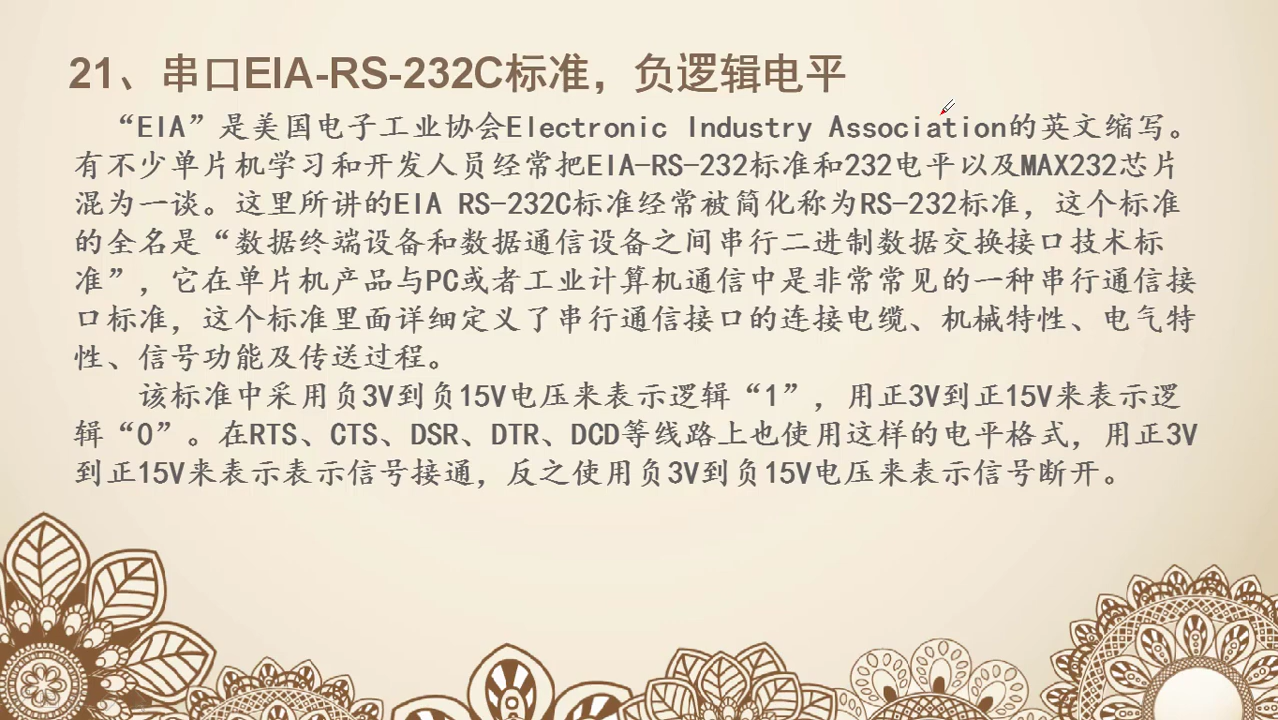 21、串口EIA-RS-232C标准，负逻辑电平
“EIA”是美国电子工业协会Electronic Industry Association的英文缩写。
有不少单片机学习和开发人员经常把EIA-RS-232标准和232电平以及MAX232芯片
混为一谈。这里所讲的EIA RS-232C标准经常被简化称为RS-232标准，这个标准
的全名是“数据终端设备和数据通信设备之间串行二进制数据交换接口技术标
准”，它在单片机产品与PC或者工业计算机通信中是非常常见的一种串行通信接
口标准，这个标准里面详细定义了串行通信接口的连接电缆、机械特性、电气特
性、信号功能及传送过程。
该标准中采用负3V到负15V电压来表示逻辑“1”，用正3V到正15V来表示逻
辑“0”。在RTS、CTS、DSR、DTR、DCD等线路上也使用这样的电平格式，用正3V
到正15V来表示表示信号接通，反之使用负3V到负15V电压来表示信号断开。